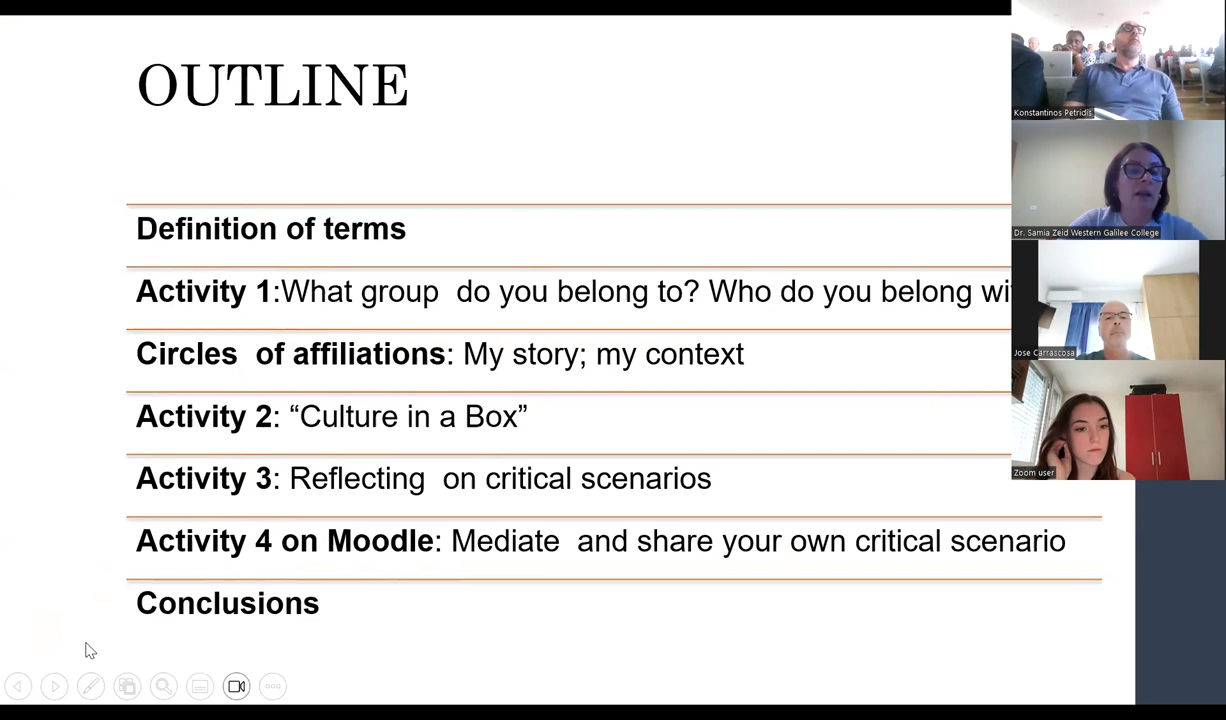 OUTLINE
Definition of terms
Activity 1:What group do you belong to? Who do you belong
Circles of affiliations: My story; my context
Activity 2: “Culture in a Box”
Activity 3: Reflecting on critical scenarios
Activity 4 on Moodle: Mediate and share your own critical scenario
Conclusions
Konstantinos Petridis
Dr. Samia Zeid Western Galilee College
Jose Carrascosa
Zoom user